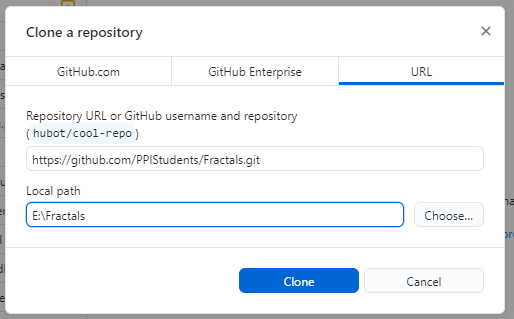 Clone a repository
GitHub.com
GitHub Enterprise
URL
Repository URL or GitHub username and repository
( hubot/cool-repo )
https://github.com/PPIStudents/Fractals.git
Local path
E:\Fractals
Choose...
Clone
Cancel